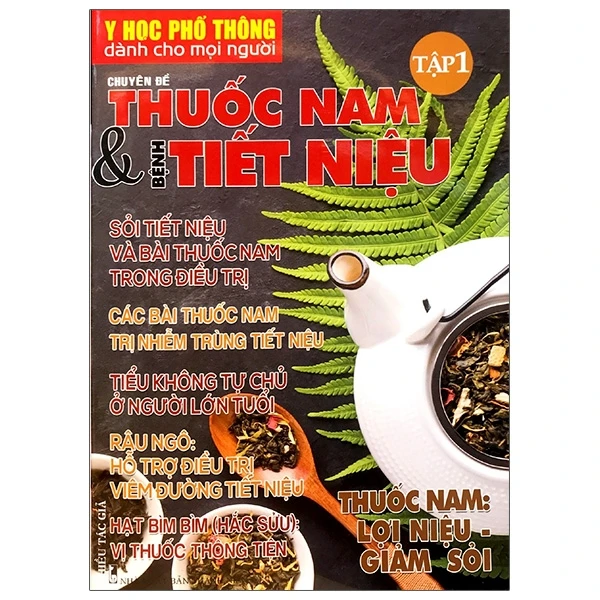 Y HỌC PHỔ THÔNG
dành cho mọi người
TẬP 1
CHUYÊN ĐỀ
THUỐC NAM
& BỆNH TIẾT NIỆU
SỎI TIẾT NIỆU
VÀ BÀI THUỐC NAM
TRONG ĐIỀU TRỊ
CÁC BÀI THUỐC NAM
TRỊ NHIỄM TRÙNG TIẾT NIỆU
TIỂU KHÔNG TỰ CHỦ
Ở NGƯỜI LỚN TUỔI
RÂU NGÔ:
HỖ TRỢ ĐIỀU TRỊ
VIÊM ĐƯỜNG TIẾT NIỆU
HẠT BÌM BÌM (HẮC SỬU):
VỊ THUỐC THÔNG TIỆN
THUỐC NAM:
LỢI NIỆU -
GIẢM SỎI
NHIỀU TÁC GIẢ